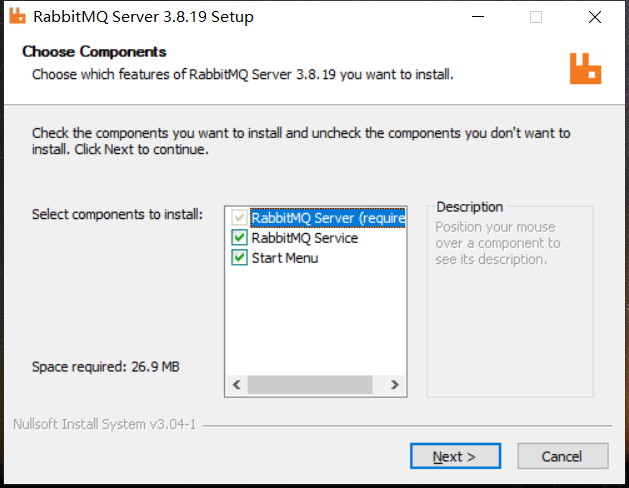 RabbitMQ Server 3.8.19 Setup
Choose Components
Choose which features of RabbitMQ Server 3.8.19 you want to install.
Check the components you want to install and uncheck the components you don't want to
install. Click Next to continue.
Select components to install:
RabbitMQ Server (require
RabbitMQ Service
Start Menu
Description
Position your mouse
over a component to
see its description.
Space required: 26.9 MB
Nullsoft Install System v3.04-1
Next >
Cancel